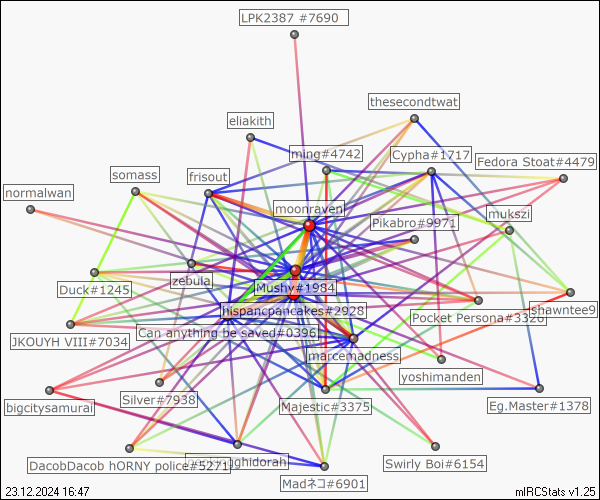 LPK2387 #7690
thesecondtwat
eliakith
ming#4742
Cypha#1717
Fedora Stoat#4479
somass
frisout
normalwan
moonraven
mukszi
Pikabro#9971
zebula
Duck#1245
Mushy#1984
hispancpancakes#2928
Pocket Persona#3326
shawntee9
Can anything be saved#0396
JKOUYH VIII#7034
marcemadness
yoshimanden
Silver#7938
bigcitysamurai
Majestic#3375
Eg.Master#1378
DacobDacob hORNY police#5271
Swirly Boi#6154
Madネコ#6901
23.12.2024 16:47
mIRCStats v1.25